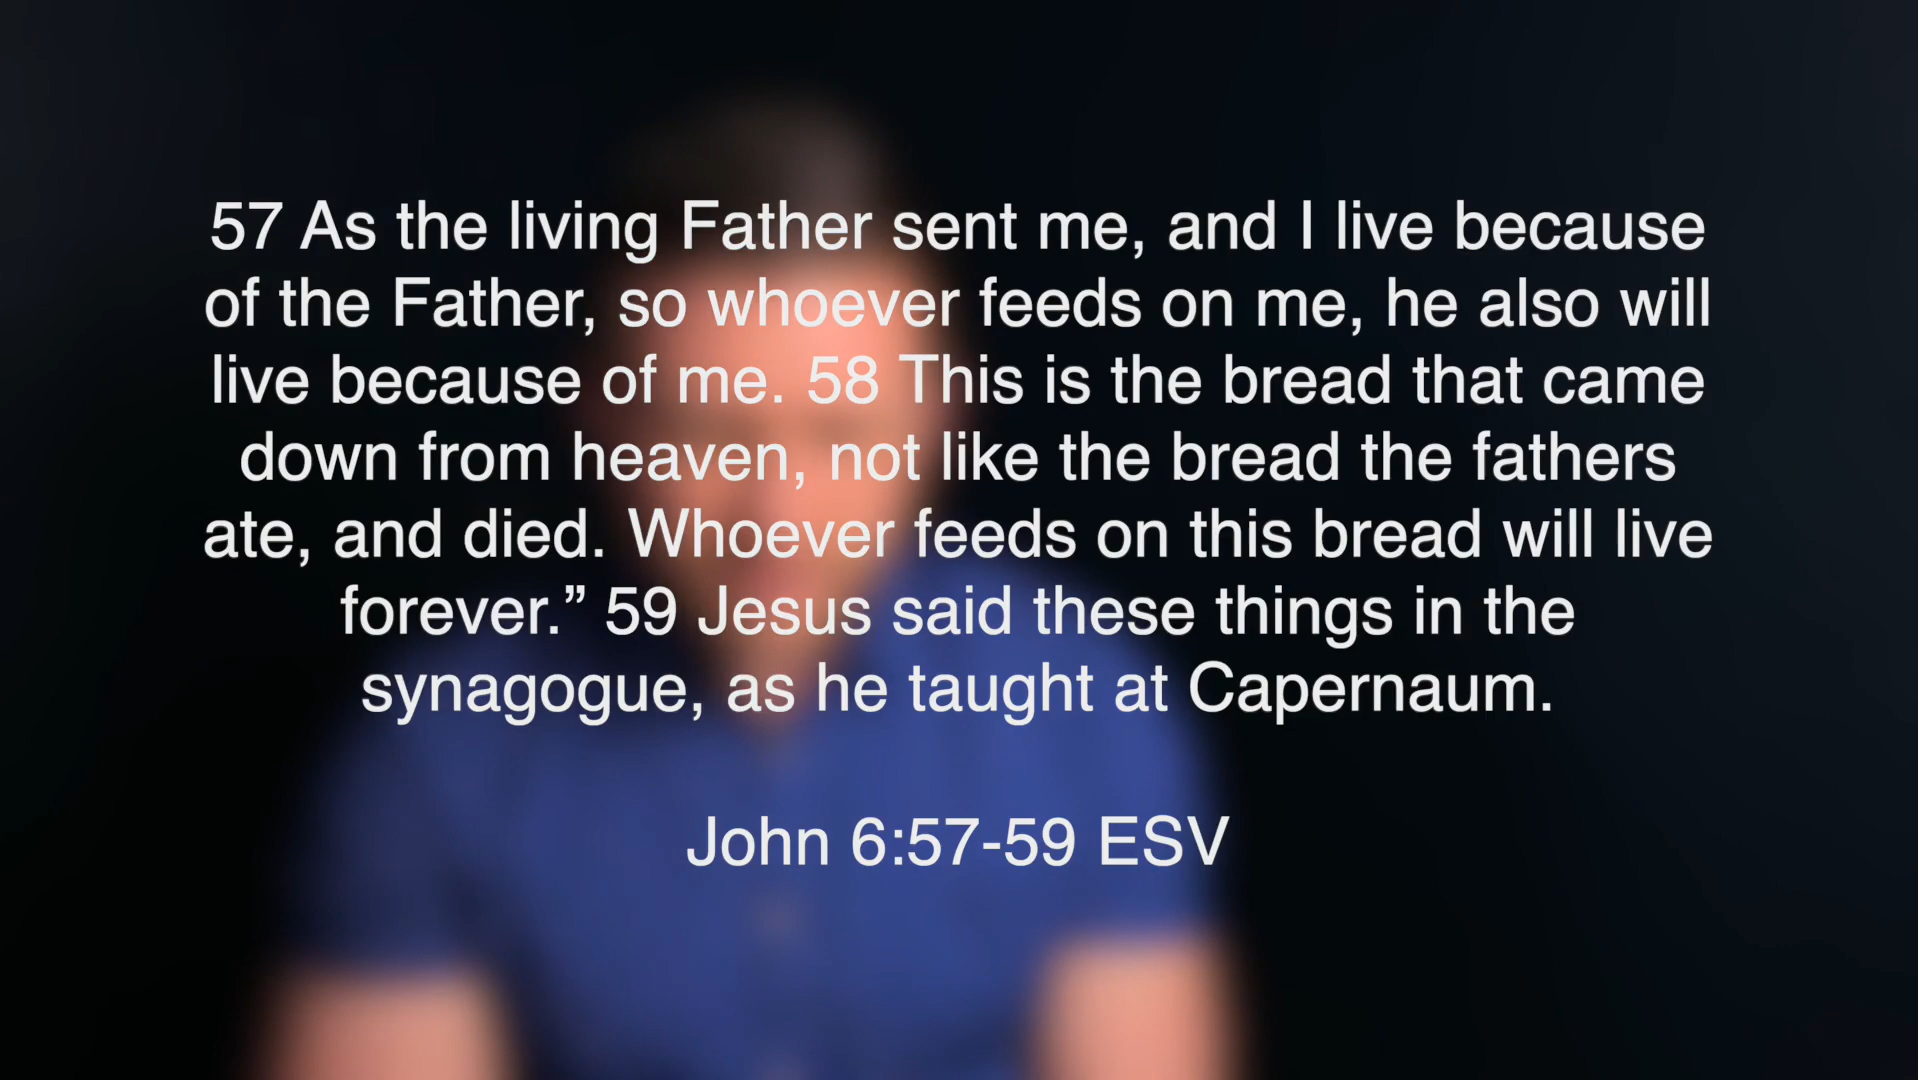 57 As the living Father sent me, and I live because
of the Father, so whoever feeds on me, he also will
live because of me. 58 This is the bread that came
down from heaven, not like the bread the fathers
ate, and died. Whoever feeds on this bread will live
forever.” 59 Jesus said these things in the
synagogue, as he taught at Capernaum.
John 6:57-59 ESV